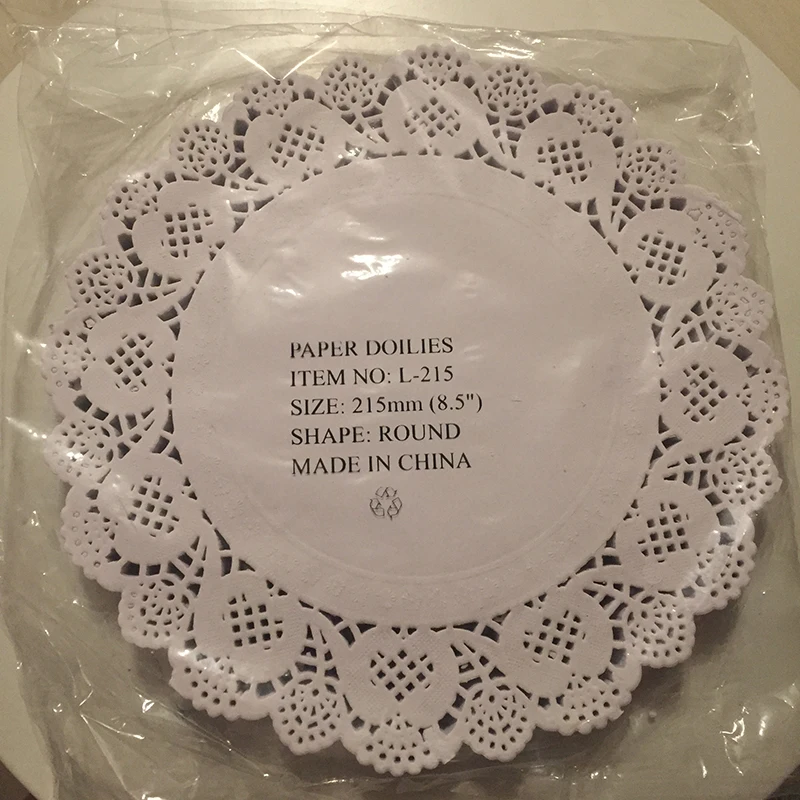 PAPER DOILIES
ITEM NO: L-215
SIZE: 215mm (8.5")
SHAPE: ROUND
MADE IN CHINA